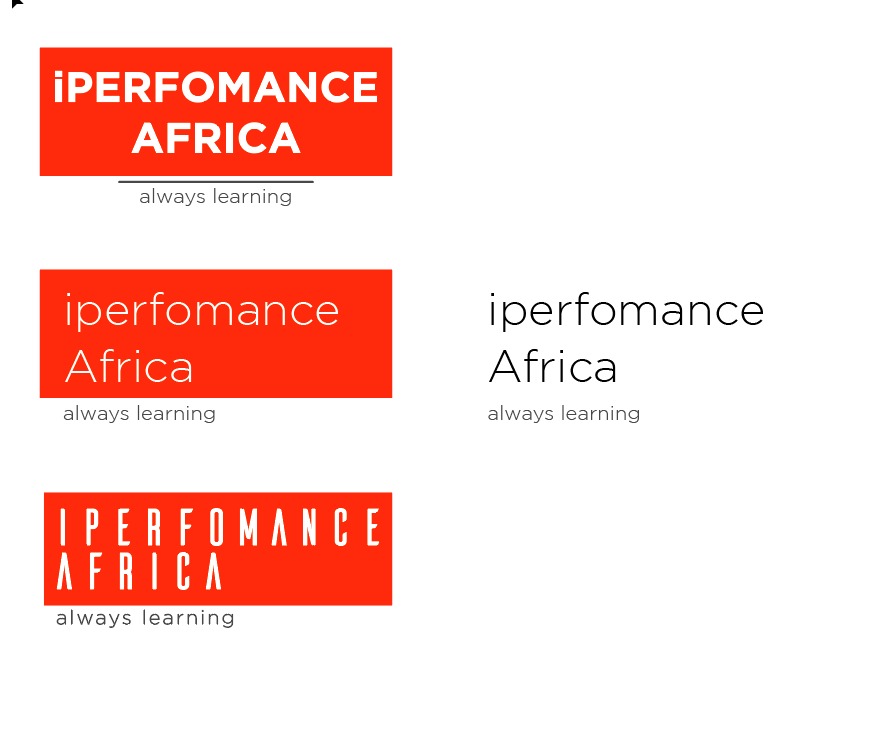 iPERFOMANCE
AFRICA
always learning
iperfomance
Africa
always learning
iperfomance
Africa
always learning
IPERFOMANCE
AFRICA
always learning